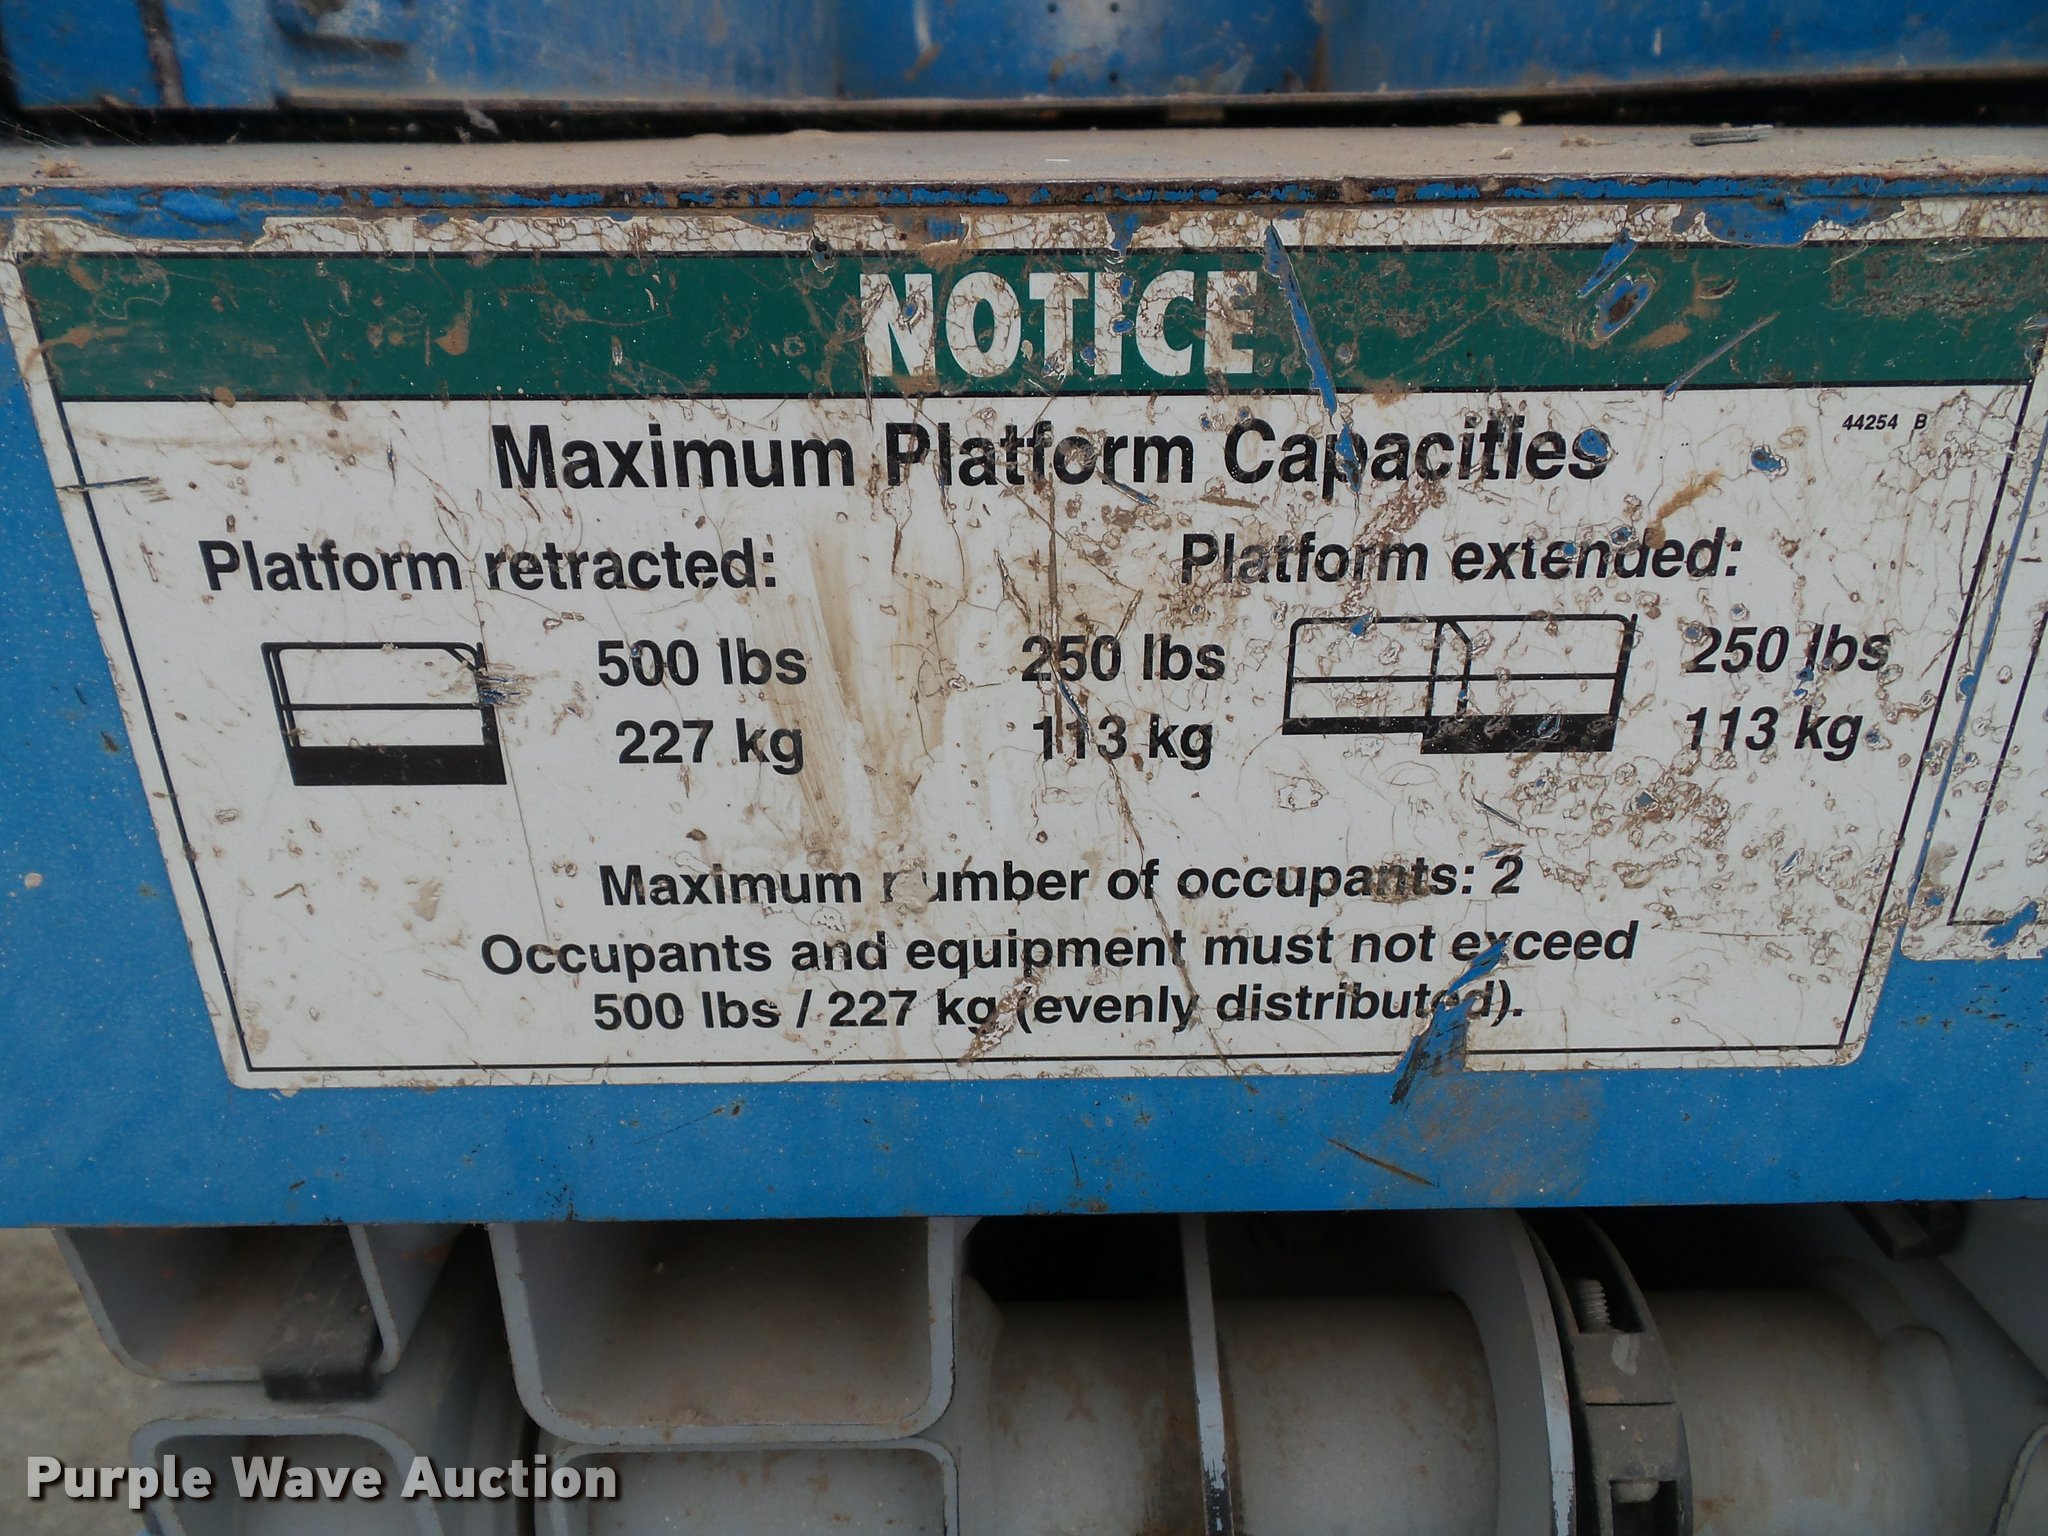 NOTICE
44254 B
Maximum Platform Capacities
Platform retracted:
500 lbs
227 kg
Platform extended:
250 lbs
113 kg
250 lbs
113 kg
Maximum number of occupants: 2
Occupants and equipment must not exceed
500 lbs / 227 kg (evenly distributed).
Purple Wave Auction